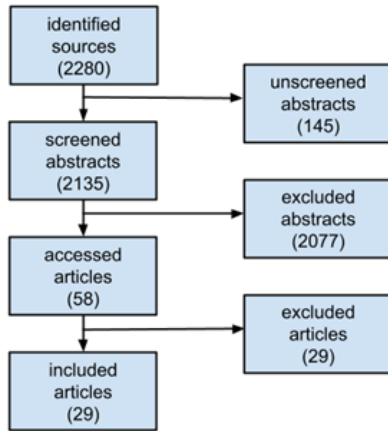 identified
sources
(2280)
unscreened
abstracts
(145)
screened
abstracts
(2135)
excluded
abstracts
(2077)
accessed
articles
(58)
excluded
articles
(29)
included
articles
(29)